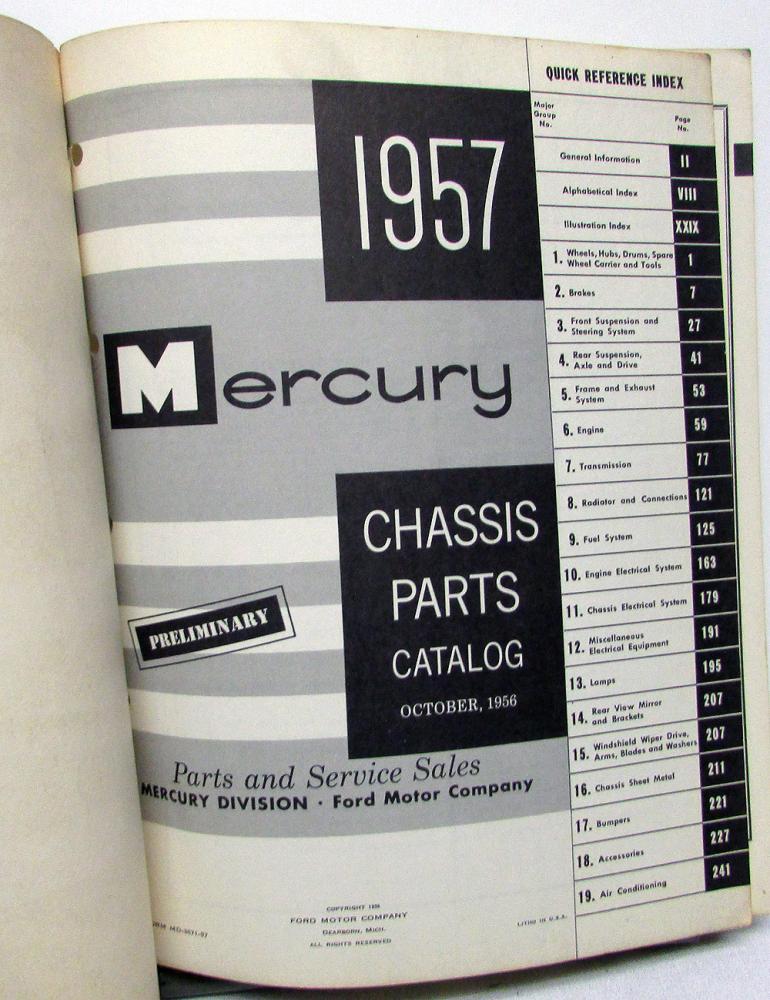 1957
Mercury
CHASSIS
PARTS
CATALOG
OCTOBER, 1956
PRELIMINARY
Parts and Service Sales
MERCURY DIVISION · Ford Motor Company
COPYRIGHT 1956
FORD MOTOR COMPANY
DEARBORN, MICH.
ALL RIGHTS RESERVED
LITHO IN U.S.A.
QUICK REFERENCE INDEX
Major Page
Group No.
No.
General Information II
Alphabetical Index VIII
Illustration Index XXIX
1. Wheels, Hubs, Drums, Spare
Wheel Carrier and Tools 1
2. Brakes 7
3. Front Suspension and
Steering System 27
4. Rear Suspension,
Axle and Drive 41
5. Frame and Exhaust
System 53
6. Engine 59
7. Transmission 77
8. Radiator and Connections 121
9. Fuel System 125
10. Engine Electrical System 163
11. Chassis Electrical System 179
12. Miscellaneous
Electrical Equipment 191
13. Lamps 195
14. Rear View Mirror
and Brackets 207
15. Windshield Wiper Drive,
Arms, Blades and Washers 207
16. Chassis Sheet Metal 211
17. Bumpers 221
18. Accessories 227
19. Air Conditioning 241